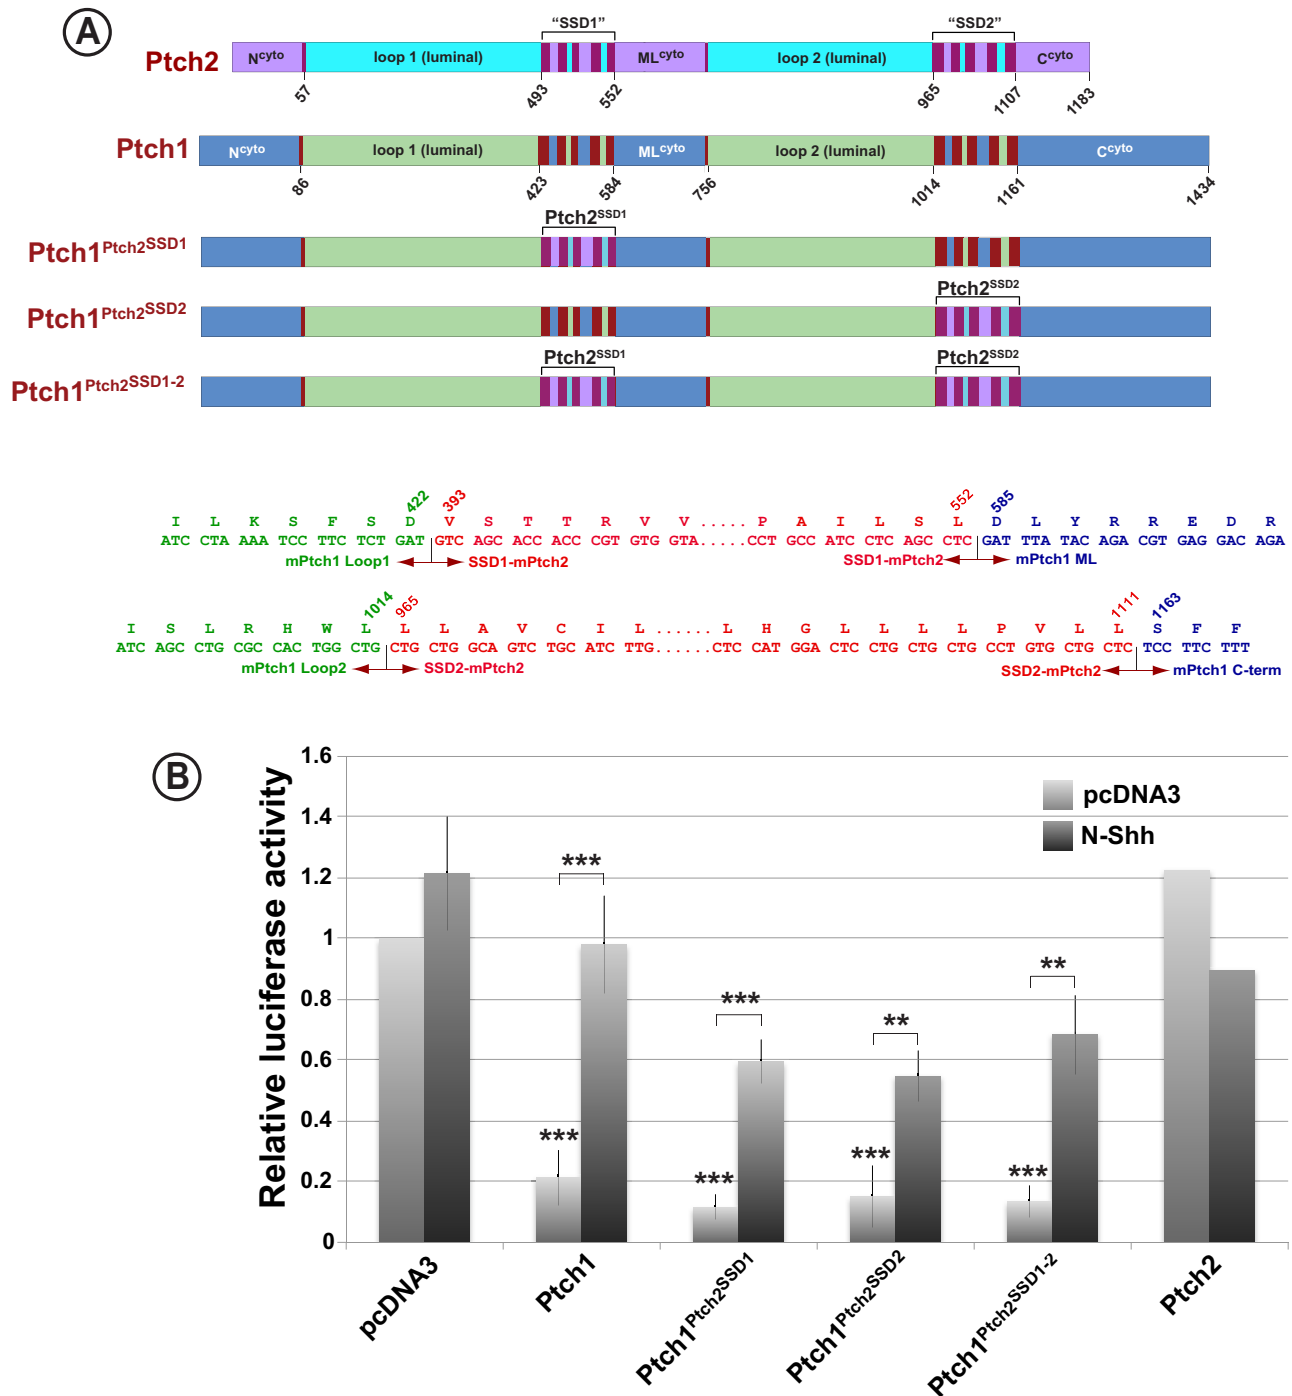 A
"SSD1" "SSD2"
Ptch2 Ncyto loop 1 (luminal) MLcyto loop 2 (luminal) Ccyto
57 493 552 965 1107 1183
Ptch1 Ncyto loop 1 (luminal) MLcyto loop 2 (luminal) Ccyto
86 423 584 756 1014 1161 1434
Ptch2SSD1
Ptch1Ptch2SSD1
Ptch2SSD2
Ptch1Ptch2SSD2
Ptch2SSD1 Ptch2SSD2
Ptch1Ptch2SSD1-2
422 393 552 585
I L K S F S D V S T T R V V ..... P A I L S L D L Y R R E D R
ATC CTA AAA TCC TTC TCT GAT GTC AGC ACC ACC CGT GTG GTA.....CCT GCC ATC CTC AGC CTC GAT TTA TAC AGA CGT GAG GAC AGA
mPtch1 Loop1 SSD1-mPtch2 SSD1-mPtch2 mPtch1 ML
1014 965 1111 1163
I S L R H W L L L A V C I L ...... L H G L L L L P V L L S F F
ATC AGC CTG CGC CAC TGG CTG CTG CTG GCA GTC TGC ATC TTG......CTC CAT GGA CTC CTG CTG CTG CCT GTG CTG CTC TCC TTC TTT
mPtch1 Loop2 SSD2-mPtch2 SSD2-mPtch2 mPtch1 C-term
B
Relative luciferase activity
1.6
1.4
1.2
1
0.8
0.6
0.4
0.2
0
pcDNA3
N-Shh
*** *** ** **
*** *** *** ***
pcDNA3 Ptch1 Ptch1Ptch2SSD1 Ptch1Ptch2SSD2 Ptch1Ptch2SSD1-2 Ptch2